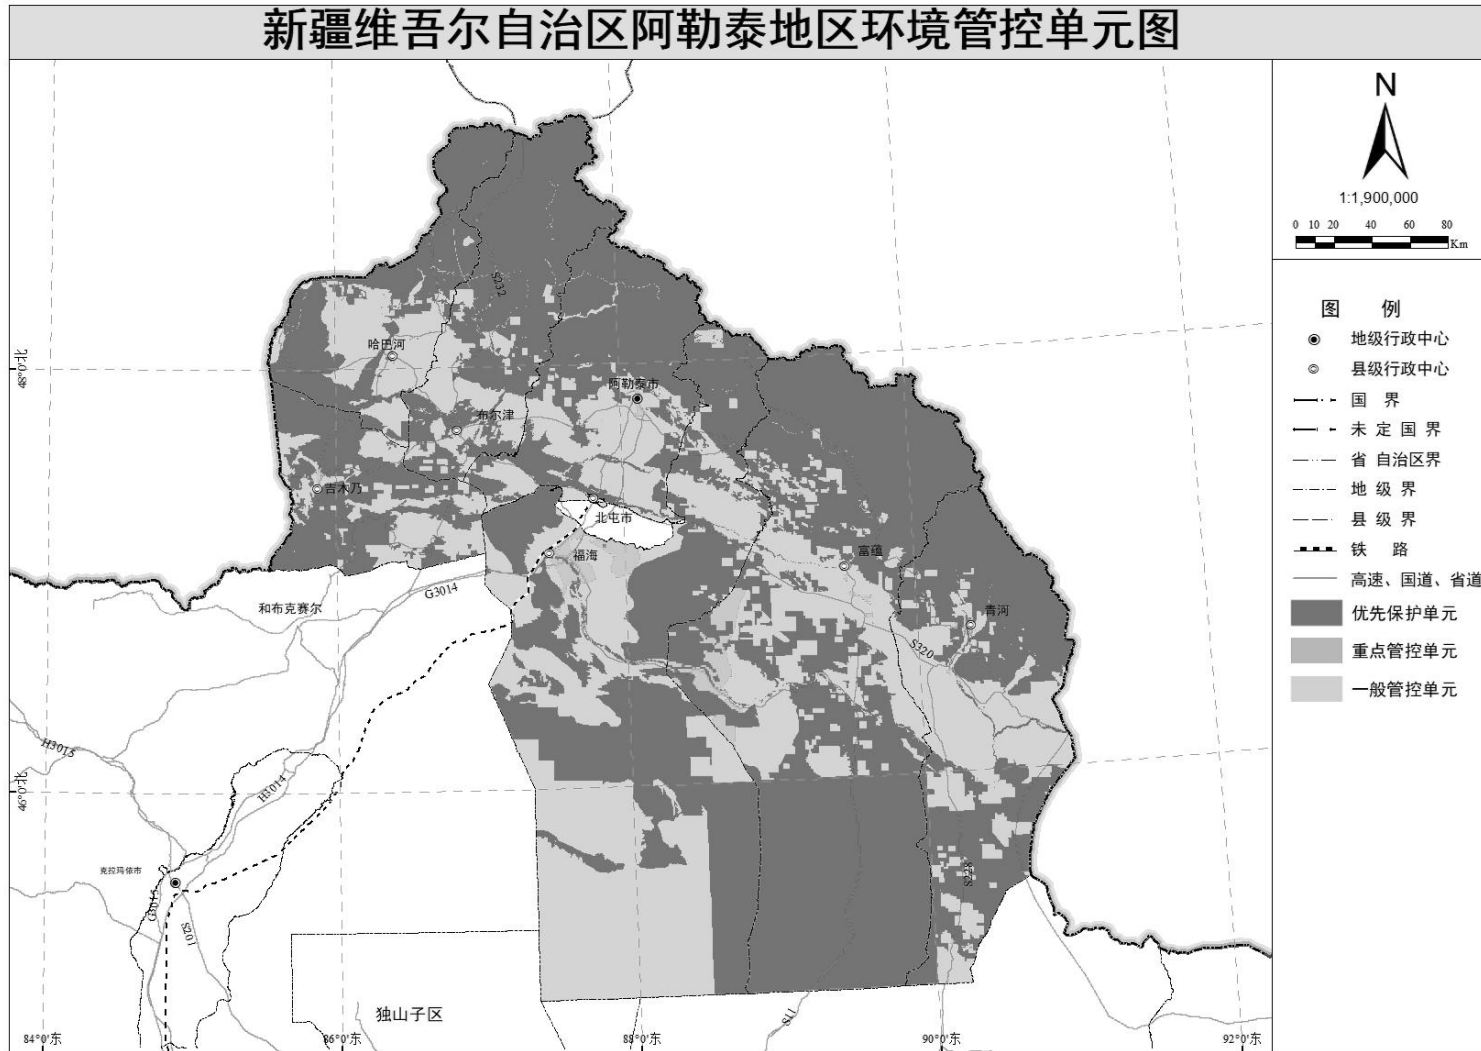 新疆维吾尔自治区阿勒泰地区环境管控单元图
N
1:1,900,000
0 10 20 40 60 80
Km
图 例
地级行政中心
县级行政中心
国 界
未 定 国 界
省 自治区界
地 级 界
县 级 界
铁 路
高速、国道、省道
优先保护单元
重点管控单元
一般管控单元
S232
哈巴河
48°0'北
阿勒泰市
布尔津
吉木乃
北屯市
福海
富蕴
和布克赛尔
G3014
青河
S320
H3015
46°0'北
H3014
克拉玛依市
S228
G3015
S201
独山子区
S11
84°0'东
86°0'东
88°0'东
90°0'东
92°0'东